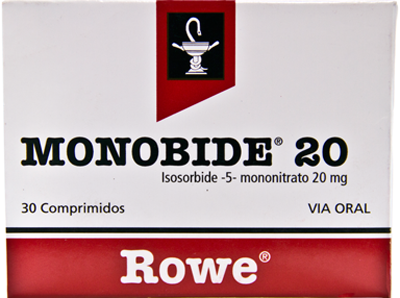 MONOBIDE® 20
Isosorbide -5- mononitrato 20 mg
30 Comprimidos VIA ORAL
Rowe®